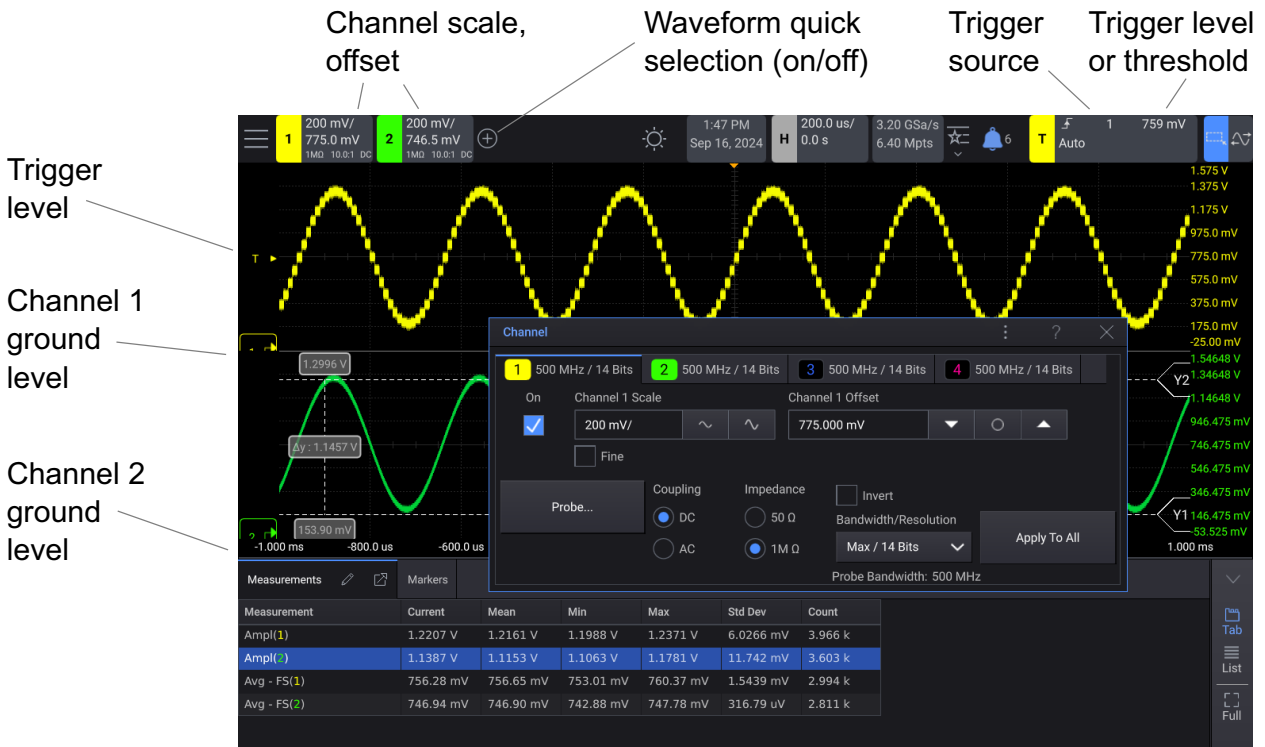 Channel scale,
offset
Waveform quick
selection (on/off)
Trigger
source
Trigger level
or threshold
Trigger
level
Channel 1
ground
level
Channel 2
ground
level
1
200 mV/
775.0 mV
1MΩ 10.0:1 DC
2
200 mV/
746.5 mV
1MΩ 10.0:1 DC
1:47 PM
Sep 16, 2024
H
200.0 us/
0.0 s
3.20 GSa/s
6.40 Mpts
6
T
1 759 mV
Auto
T
1.575 V
1.375 V
1.175 V
975.0 mV
775.0 mV
575.0 mV
375.0 mV
175.0 mV
-25.00 mV
1.54648 V
1.34648 V
Y2
1.14648 V
946.475 mV
746.475 mV
546.475 mV
346.475 mV
Y1 146.475 mV
-53.525 mV
1.2996 V
Δy : 1.1457 V
153.90 mV
-1.000 ms
-800.0 us
-600.0 us
1.000 ms
Channel
?
1 500 MHz / 14 Bits
2 500 MHz / 14 Bits
3 500 MHz / 14 Bits
4 500 MHz / 14 Bits
On
Channel 1 Scale
Channel 1 Offset
200 mV/
775.000 mV
Fine
Probe...
Coupling
DC
AC
Impedance
50 Ω
1M Ω
Invert
Bandwidth/Resolution
Max / 14 Bits
Apply To All
Probe Bandwidth: 500 MHz
Measurements
Markers
Measurement Current Mean Min Max Std Dev Count
Ampl(1) 1.2207 V 1.2161 V 1.1988 V 1.2371 V 6.0266 mV 3.966 k
Ampl(2) 1.1387 V 1.1153 V 1.1063 V 1.1781 V 11.742 mV 3.603 k
Avg - FS(1) 756.28 mV 756.65 mV 753.01 mV 760.37 mV 1.5439 mV 2.994 k
Avg - FS(2) 746.94 mV 746.90 mV 742.88 mV 747.78 mV 316.79 uV 2.811 k
Tab
List
Full